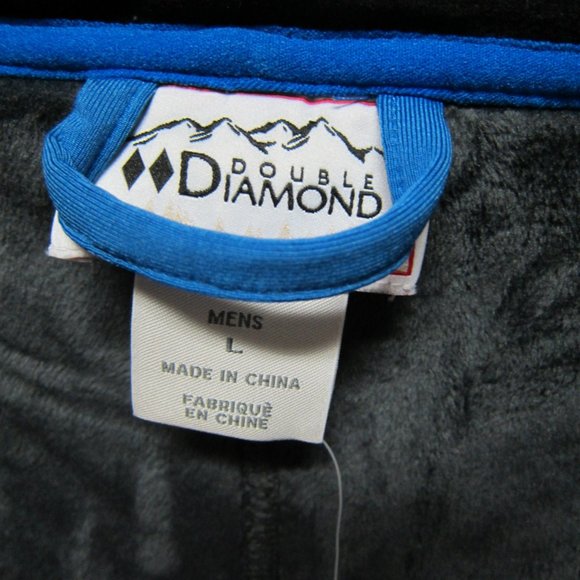 DOUBLE
DIAMOND
MENS
L
MADE IN CHINA
FABRIQUÈ
EN CHINE